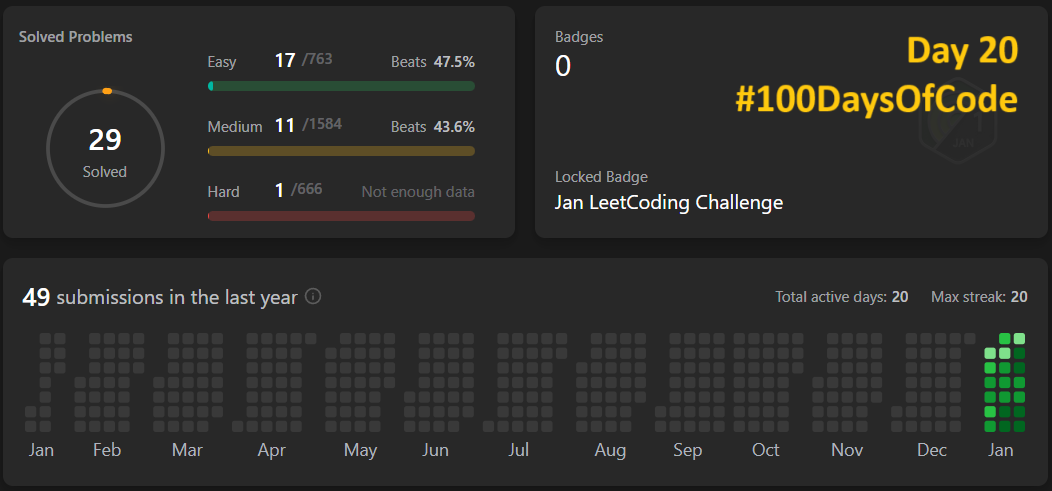 Solved Problems
29
Solved
Easy 17 /763 Beats 47.5%
Medium 11 /1584 Beats 43.6%
Hard 1 /666 Not enough data
Badges
0
Day 20
#100DaysOfCode
1
JAN
Locked Badge
Jan LeetCoding Challenge
49 submissions in the last year
Total active days: 20 Max streak: 20
Jan Feb Mar Apr May Jun Jul Aug Sep Oct Nov Dec Jan